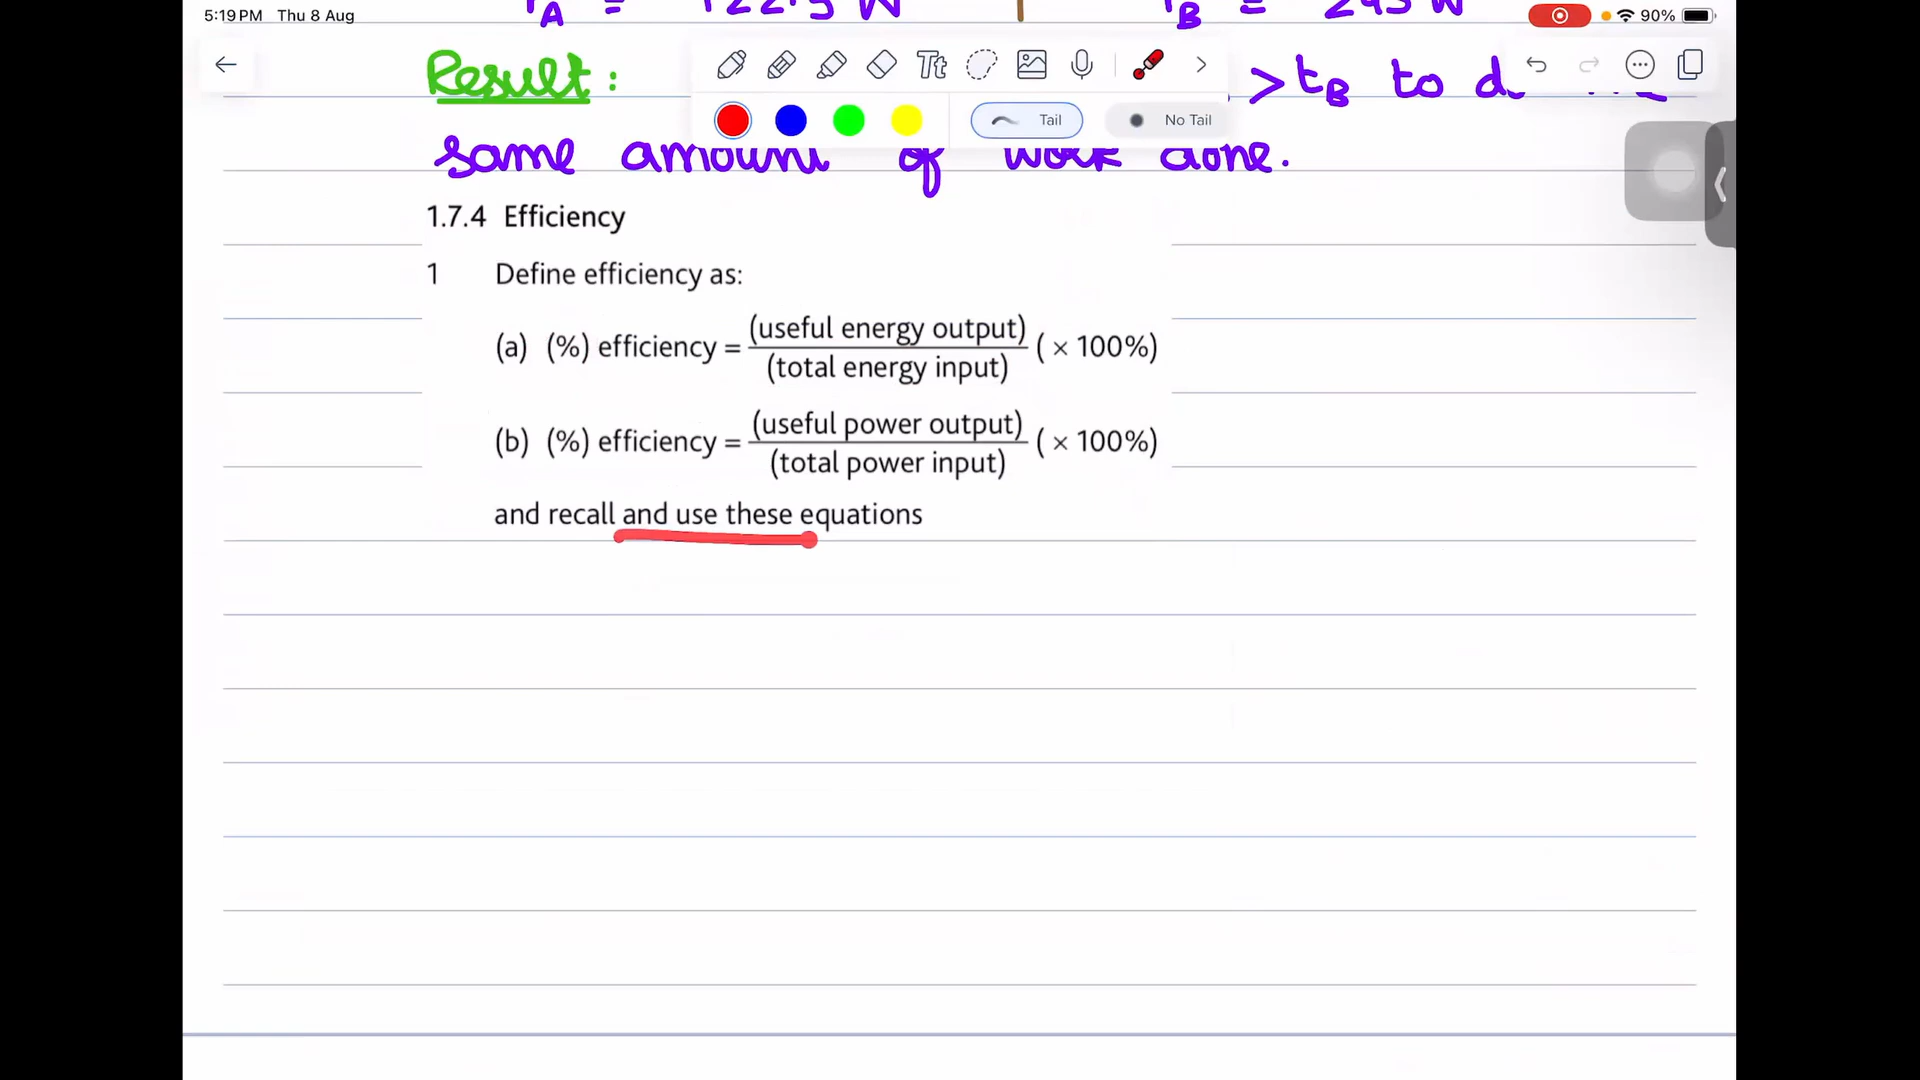 5:19 PM Thu 8 Aug
90%
Result: > tB to
Tail
No Tail
same amount of work done.
1.7.4 Efficiency
1 Define efficiency as:
(a) (%) efficiency = (useful energy output) / (total energy input) ( × 100%)
(b) (%) efficiency = (useful power output) / (total power input) ( × 100%)
and recall and use these equations